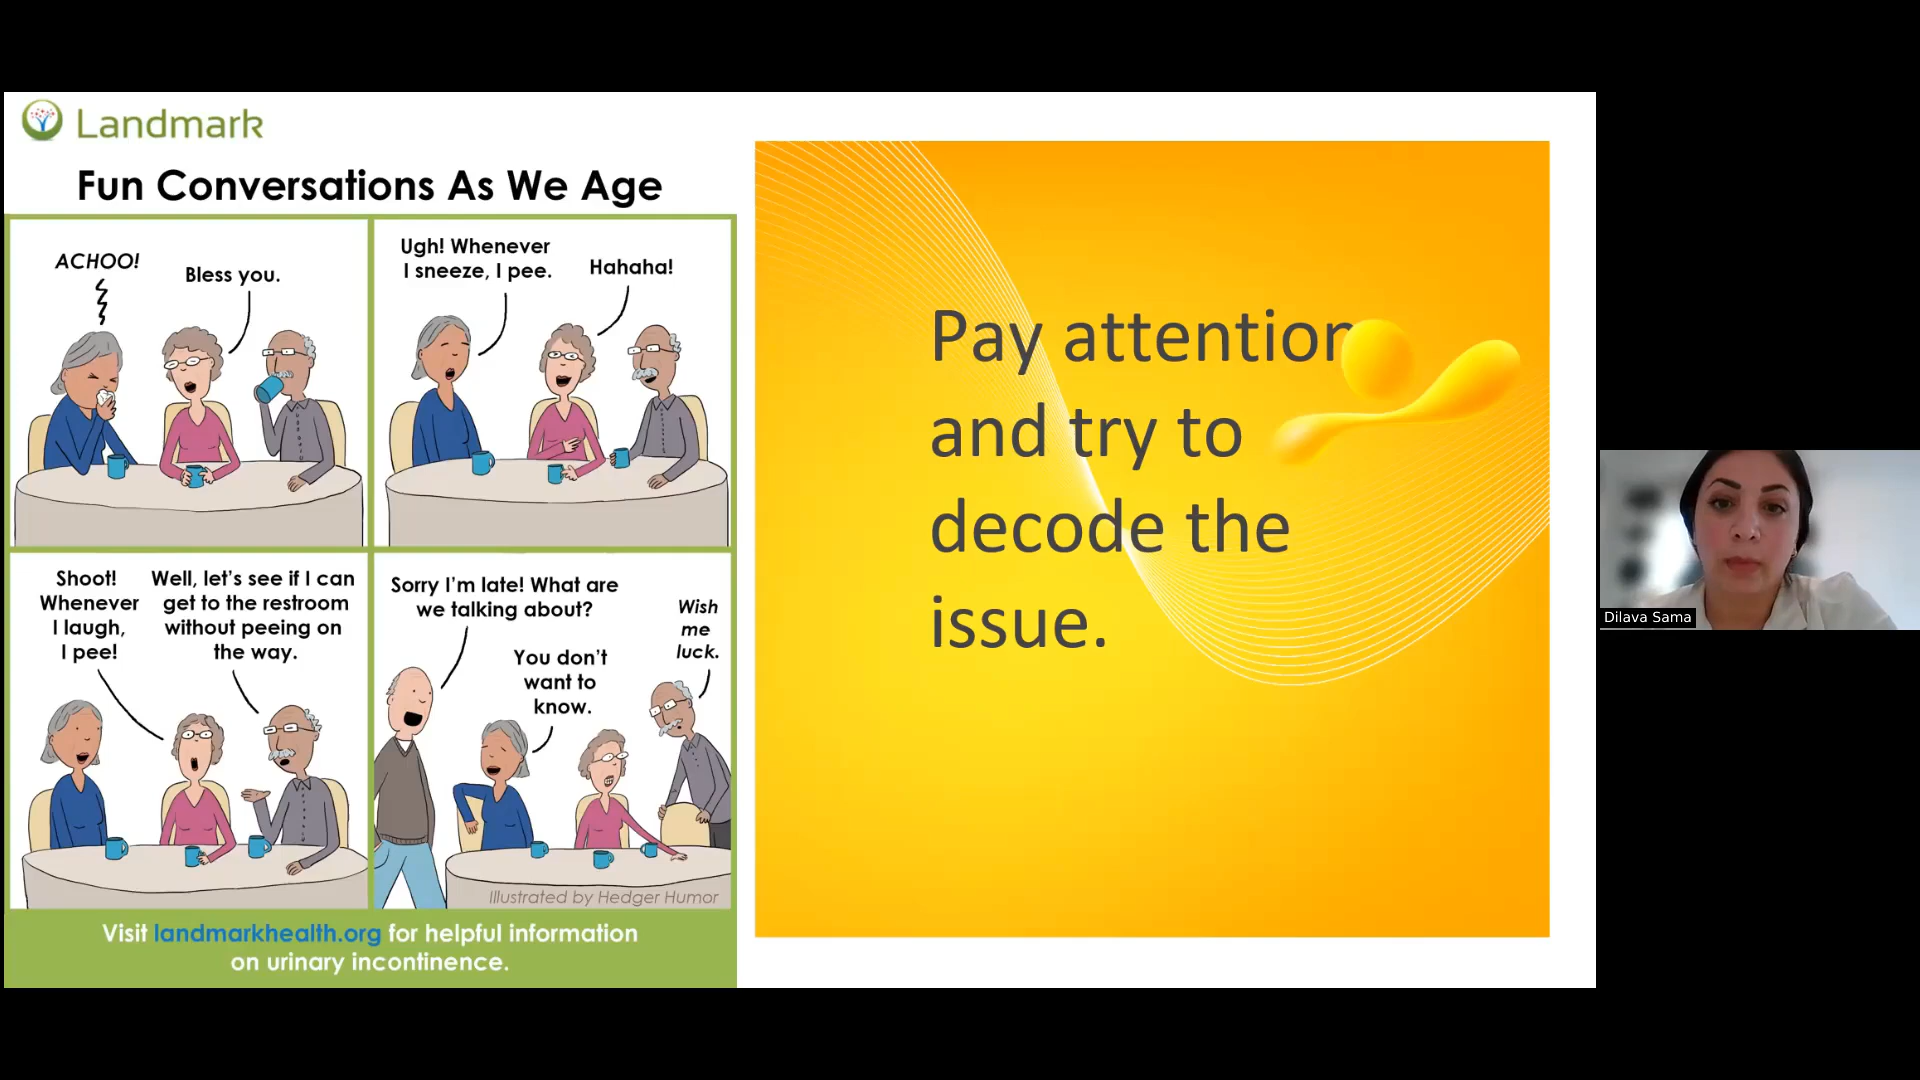 Landmark
Fun Conversations As We Age
ACHOO!
Bless you.
Ugh! Whenever
I sneeze, I pee.
Hahaha!
Shoot!
Whenever
I laugh,
I pee!
Well, let's see if I can
get to the restroom
without peeing on
the way.
Sorry I'm late! What are
we talking about?
You don't
want to
know.
Wish
me
luck.
Illustrated by Hedger Humor
Visit landmarkhealth.org for helpful information
on urinary incontinence.
Pay attention
and try to
decode the
issue.
Dilava Sama